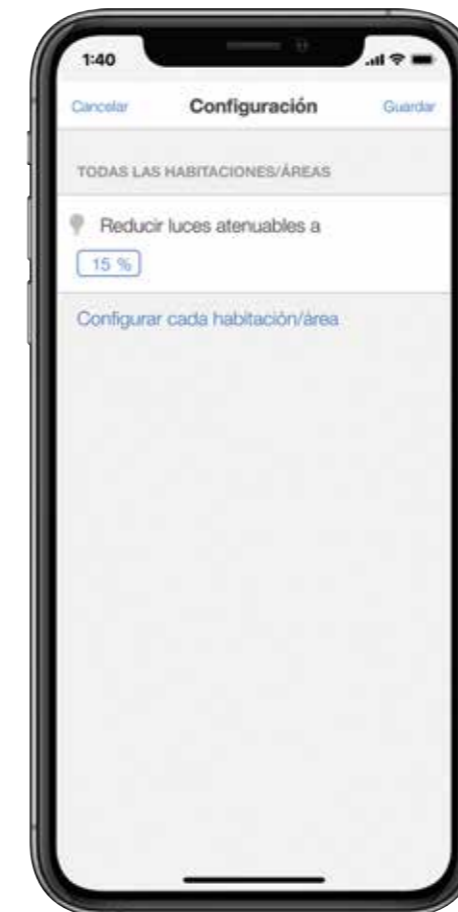 1:40
Cancelar Configuración Guardar
TODAS LAS HABITACIONES/ÁREAS
Reducir luces atenuables a
15 %
Configurar cada habitación/área